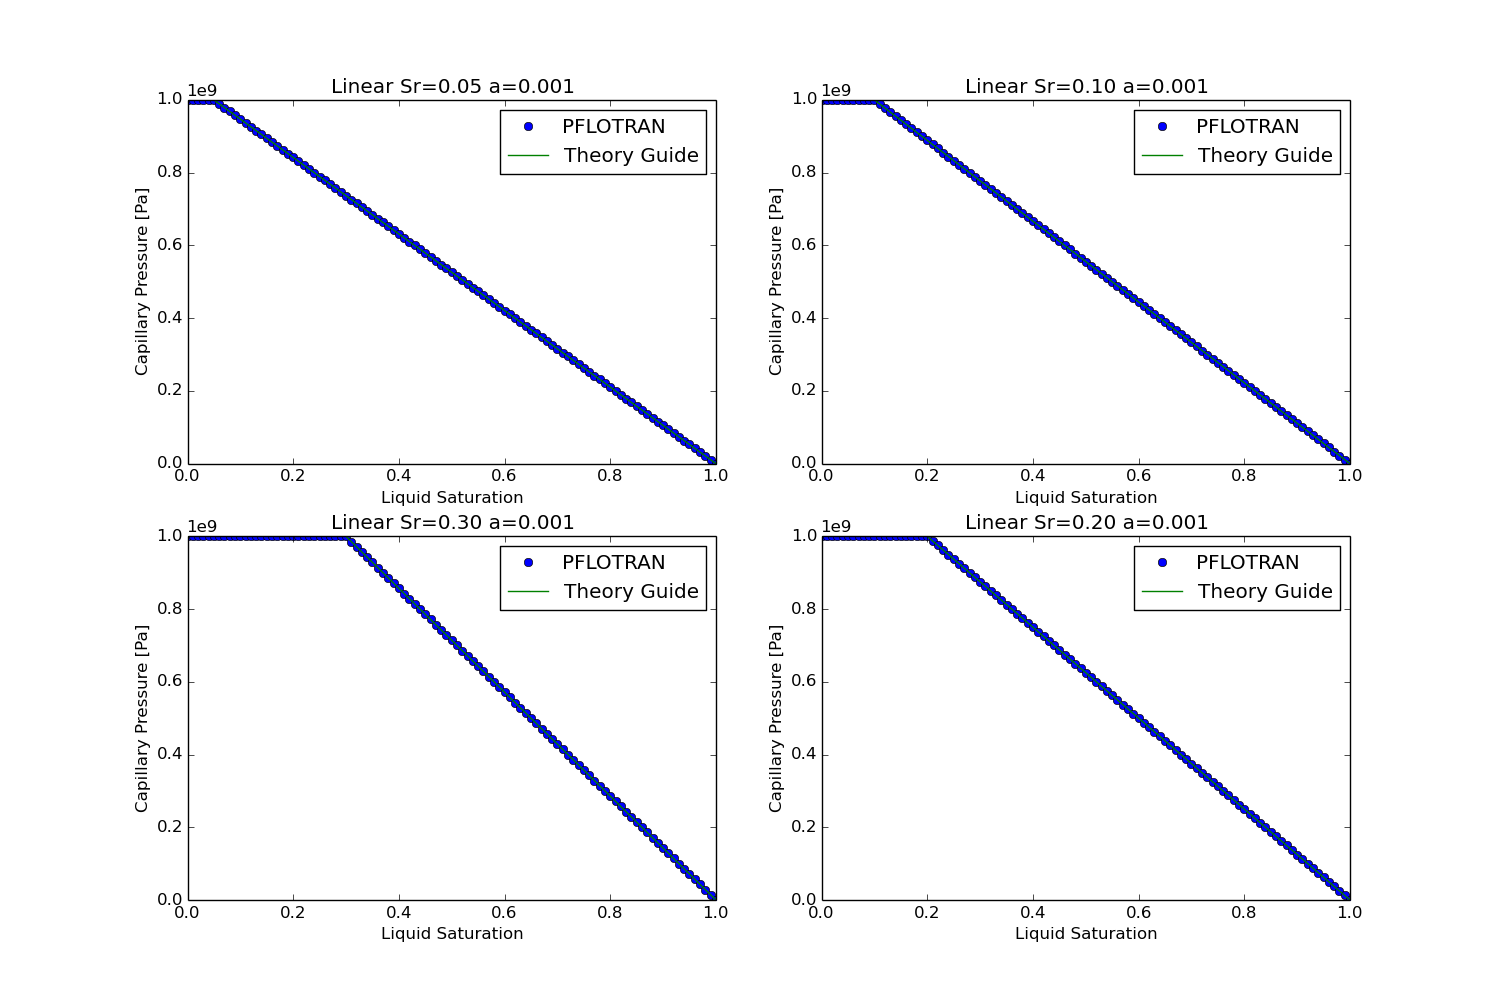 Linear Sr=0.05 a=0.001
1e9
1.0
0.8
0.6
0.4
0.2
0.0
Capillary Pressure [Pa]
PFLOTRAN
Theory Guide
0.0 0.2 0.4 0.6 0.8 1.0
Liquid Saturation
Linear Sr=0.10 a=0.001
1e9
1.0
0.8
0.6
0.4
0.2
0.0
Capillary Pressure [Pa]
PFLOTRAN
Theory Guide
0.0 0.2 0.4 0.6 0.8 1.0
Liquid Saturation
Linear Sr=0.30 a=0.001
1e9
1.0
0.8
0.6
0.4
0.2
0.0
Capillary Pressure [Pa]
PFLOTRAN
Theory Guide
0.0 0.2 0.4 0.6 0.8 1.0
Liquid Saturation
Linear Sr=0.20 a=0.001
1e9
1.0
0.8
0.6
0.4
0.2
0.0
Capillary Pressure [Pa]
PFLOTRAN
Theory Guide
0.0 0.2 0.4 0.6 0.8 1.0
Liquid Saturation